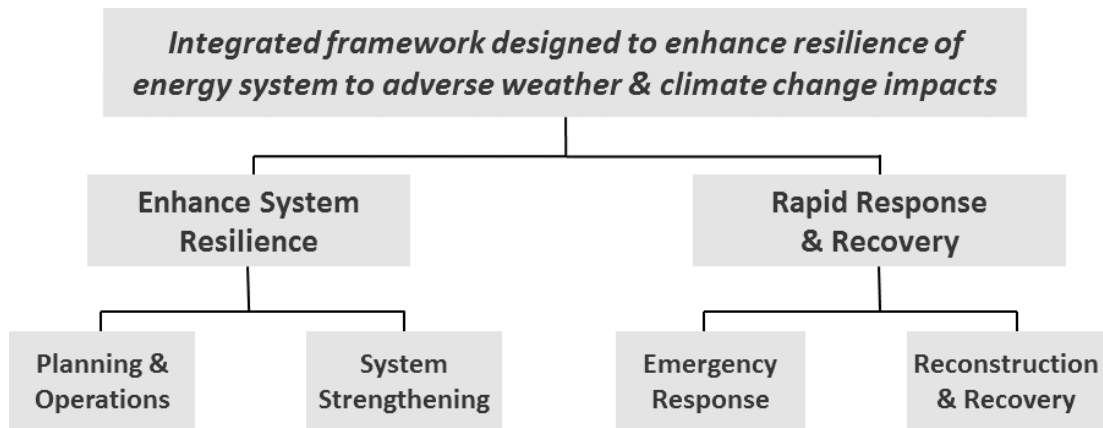 Integrated framework designed to enhance resilience of
energy system to adverse weather & climate change impacts
Enhance System
Resilience
Rapid Response
& Recovery
Planning &
Operations
System
Strengthening
Emergency
Response
Reconstruction
& Recovery